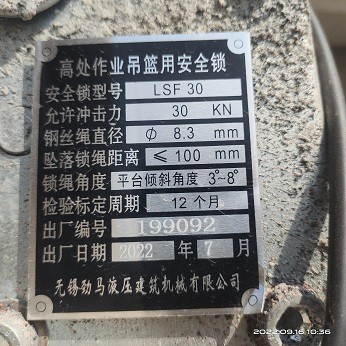 高处作业吊篮用安全锁
安全锁型号 LSF 30
允许冲击力 30 KN
钢丝绳直径 Φ 8.3 mm
坠落锁绳距离 ≤ 100 mm
锁绳角度 平台倾斜角度 3°~8°
检验标定周期 12 个月
出厂编号 199092
出厂日期 2022 年 7 月
无锡劲马液压建筑机械有限公司
2022.09.16 10:36